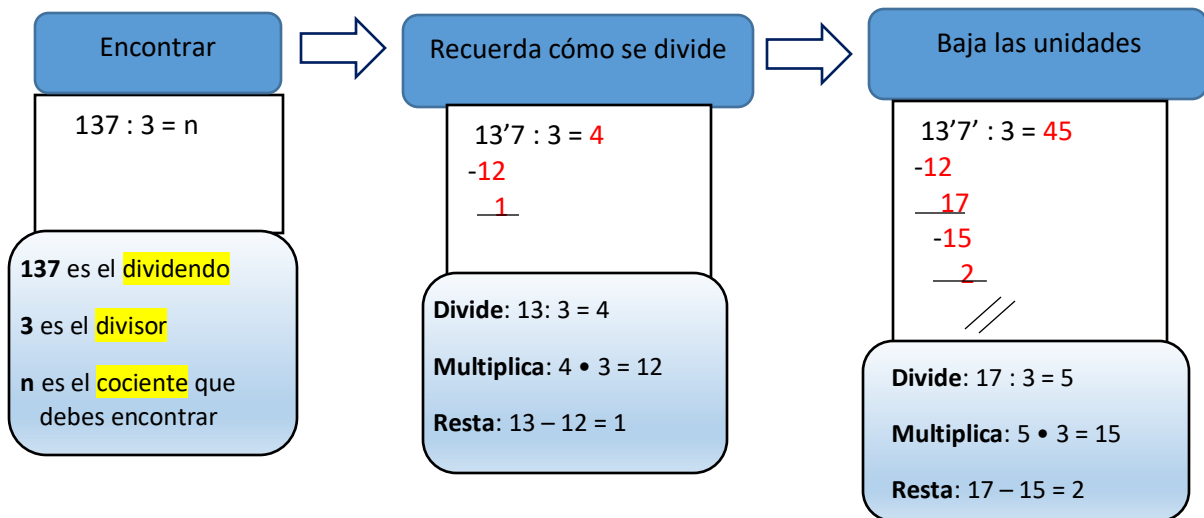 Encontrar
137 : 3 = n
137 es el dividendo
3 es el divisor
n es el cociente que
debes encontrar
Recuerda cómo se divide
13’7 : 3 = 4
-12
1
Divide: 13: 3 = 4
Multiplica: 4 • 3 = 12
Resta: 13 – 12 = 1
Baja las unidades
13’7’ : 3 = 45
-12
17
-15
2
Divide: 17 : 3 = 5
Multiplica: 5 • 3 = 15
Resta: 17 – 15 = 2